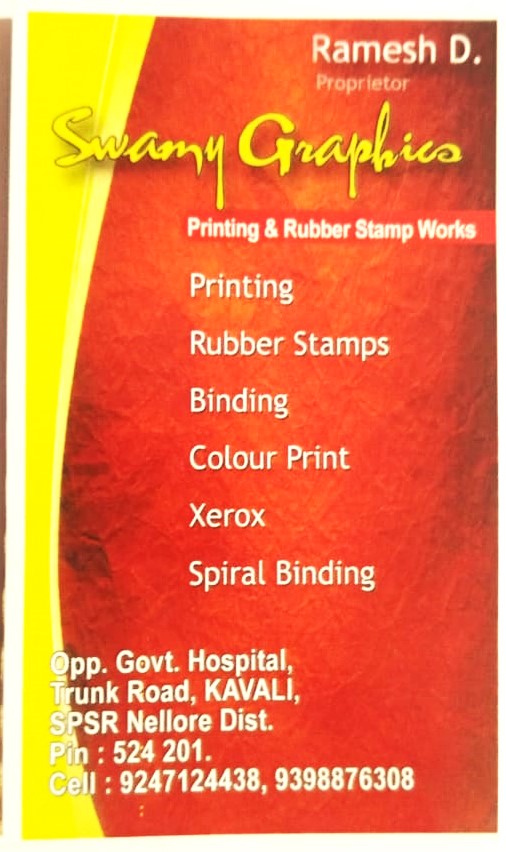 Ramesh D.
Proprietor
Swamy Graphics
Printing & Rubber Stamp Works
Printing
Rubber Stamps
Binding
Colour Print
Xerox
Spiral Binding
Opp. Govt. Hospital,
Trunk Road, KAVALI,
SPSR Nellore Dist.
Pin : 524 201.
Cell : 9247124438, 9398876308